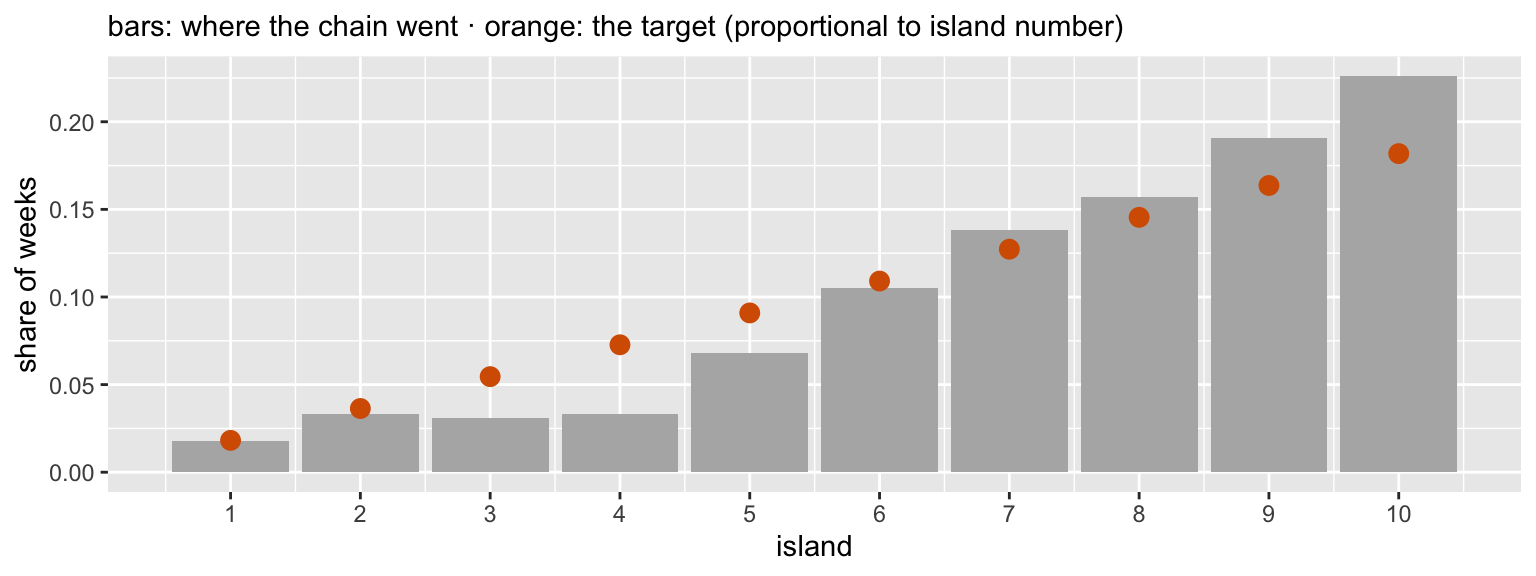 bars: where the chain went · orange: the target (proportional to island number)
share of weeks
0.20
0.15
0.10
0.05
0.00
1 2 3 4 5 6 7 8 9 10
island